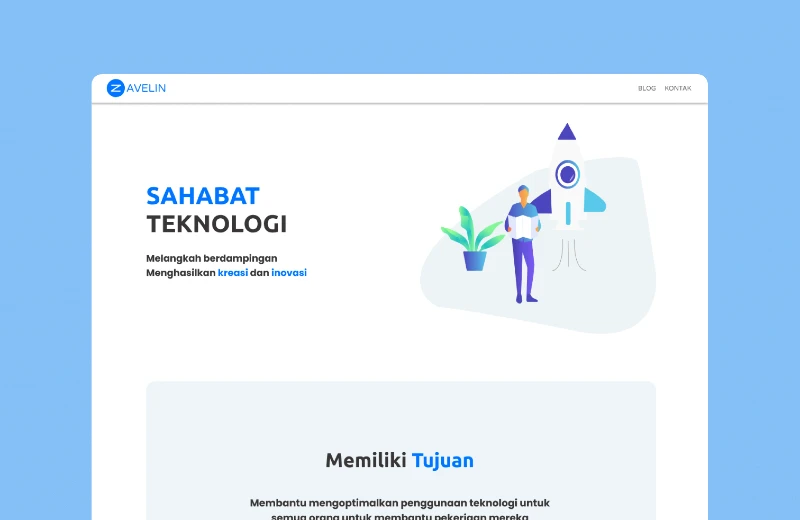 Z AVELIN
BLOG KONTAK
SAHABAT
TEKNOLOGI
Melangkah berdampingan
Menghasilkan kreasi dan inovasi
Memiliki Tujuan
Membantu mengoptimalkan penggunaan teknologi untuk
semua orang untuk membantu pekerjaan mereka